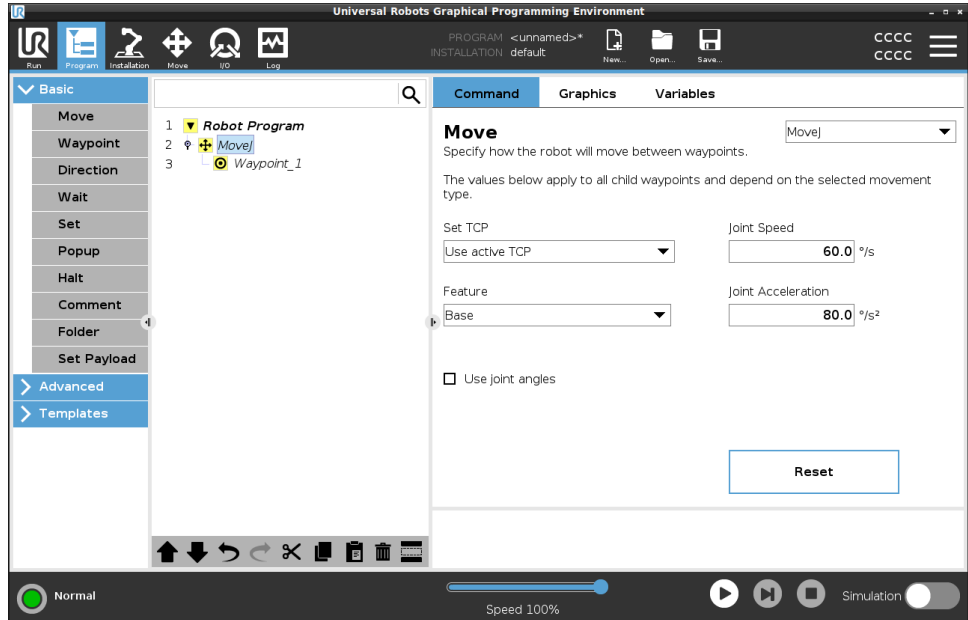 Universal Robots Graphical Programming Environment
UR
Run
Program
Installation
Move
I/O
Log
PROGRAM <unnamed>*
INSTALLATION default
New...
Open...
Save...
CCCC
CCCC
Basic
Move
Waypoint
Direction
Wait
Set
Popup
Halt
Comment
Folder
Set Payload
Advanced
Templates
1 Robot Program
2 MoveJ
3 Waypoint_1
Command Graphics Variables
Move
MoveJ
Specify how the robot will move between waypoints.
The values below apply to all child waypoints and depend on the selected movement
type.
Set TCP
Use active TCP
Joint Speed
60.0 °/s
Feature
Base
Joint Acceleration
80.0 °/s²
Use joint angles
Reset
Normal
Speed 100%
Simulation